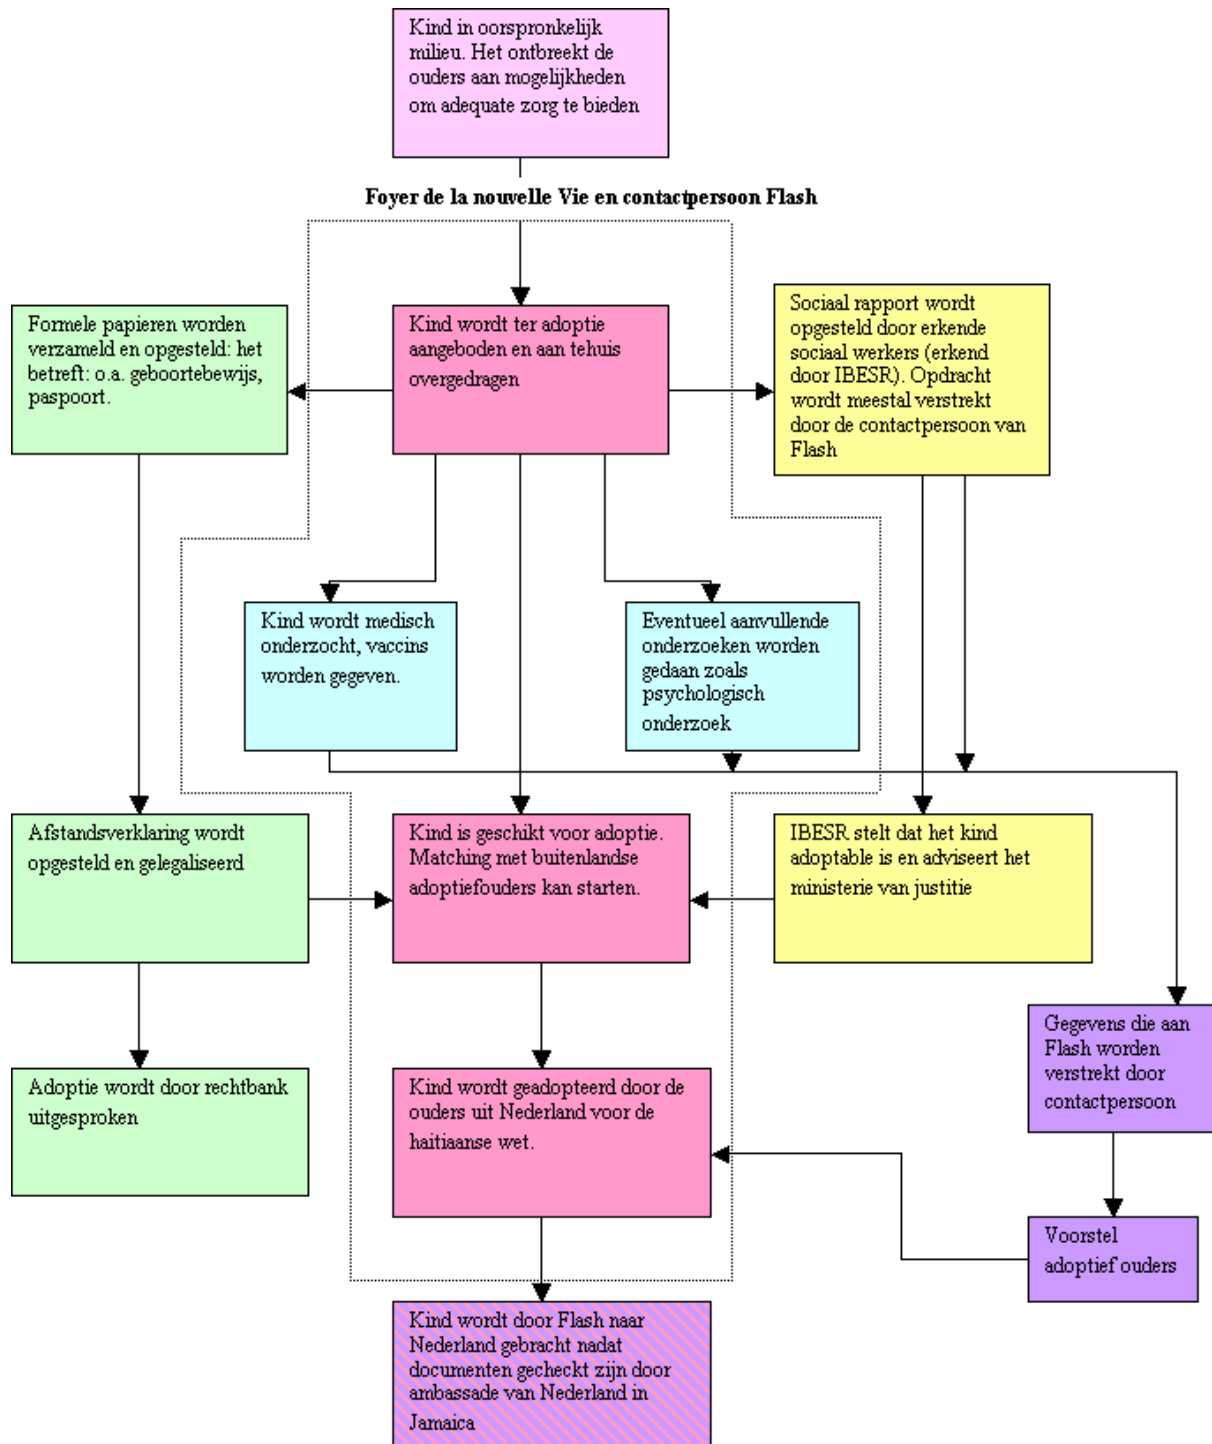 Kind in oorspronkelijk
milieu. Het ontbreekt de
ouders aan mogelijkheden
om adequate zorg te bieden
Foyer de la nouvelle Vie en contactpersoon Flash
Formele papieren worden
verzameld en opgesteld: het
betreft: o.a. geboortebewijs,
paspoort.
Kind wordt ter adoptie
aangeboden en aan tehuis
overgedragen
Sociaal rapport wordt
opgesteld door erkende
sociaal werkers (erkend
door IBESR). Opdracht
wordt meestal verstrekt
door de contactpersoon van
Flash
Kind wordt medisch
onderzocht, vaccins
worden gegeven.
Eventueel aanvullende
onderzoeken worden
gedaan zoals
psychologisch
onderzoek
Afstandsverklaring wordt
opgesteld en gelegaliseerd
Kind is geschikt voor adoptie.
Matching met buitenlandse
adoptiefouders kan starten.
IBESR stelt dat het kind
adoptable is en adviseert het
ministerie van justitie
Gegevens die aan
Flash worden
verstrekt door
contactpersoon
Adoptie wordt door rechtbank
uitgesproken
Kind wordt geadopteerd door de
ouders uit Nederland voor de
haitiaanse wet.
Voorstel
adoptief ouders
Kind wordt door Flash naar
Nederland gebracht nadat
documenten gecheckt zijn door
ambassade van Nederland in
Jamaica